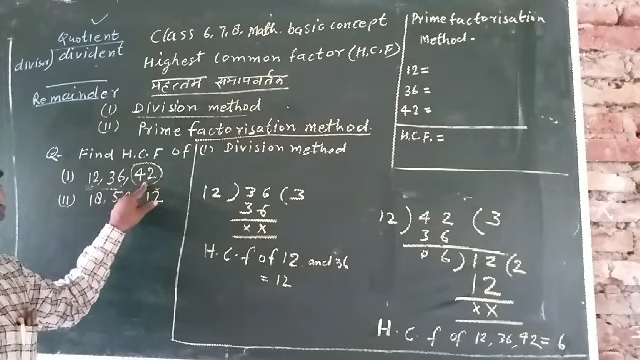 Quotient
divisor) divident
Remainder
Class 6, 7, 8, Math. basic concept
Highest common factor (H.C.F)
महत्तम समापवर्तक
(I) Division method
(II) Prime factorisation method
Q- Find H.C.F of
(I) 12, 36, 42
(II) 18, 12
(I) Division method
12 ) 3 6 ( 3
3 6
x x
H.C.f of 12 and 36
= 12
12 ) 4 2 ( 3
3 6
0 6 ) 1 2 ( 2
1 2
x x
H.C.f of 12, 36, 42 = 6
Prime factorisation
Method -
12 =
36 =
42 =
H.C.F. =